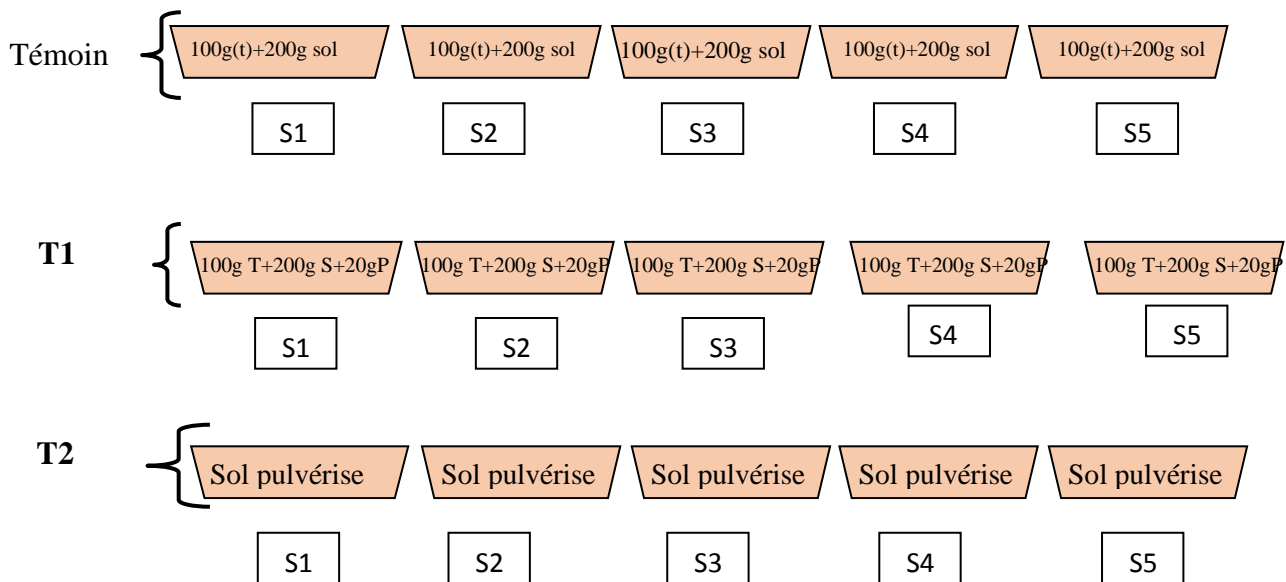 Témoin
100g(t)+200g sol 100g(t)+200g sol 100g(t)+200g sol 100g(t)+200g sol 100g(t)+200g sol
S1 S2 S3 S4 S5
T1
100g T+200g S+20gP 100g T+200g S+20gP 100g T+200g S+20gP 100g T+200g S+20gP 100g T+200g S+20gP
S1 S2 S3 S4 S5
T2
Sol pulvérise Sol pulvérise Sol pulvérise Sol pulvérise Sol pulvérise
S1 S2 S3 S4 S5